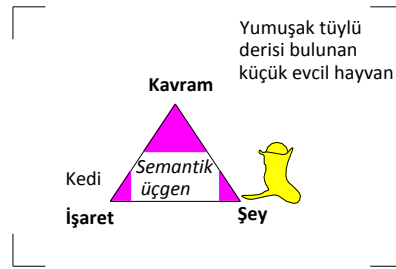 Yumuşak tüylü
derisi bulunan
küçük evcil hayvan
Kavram
Kedi
Semantik
üçgen
İşaret
Şey